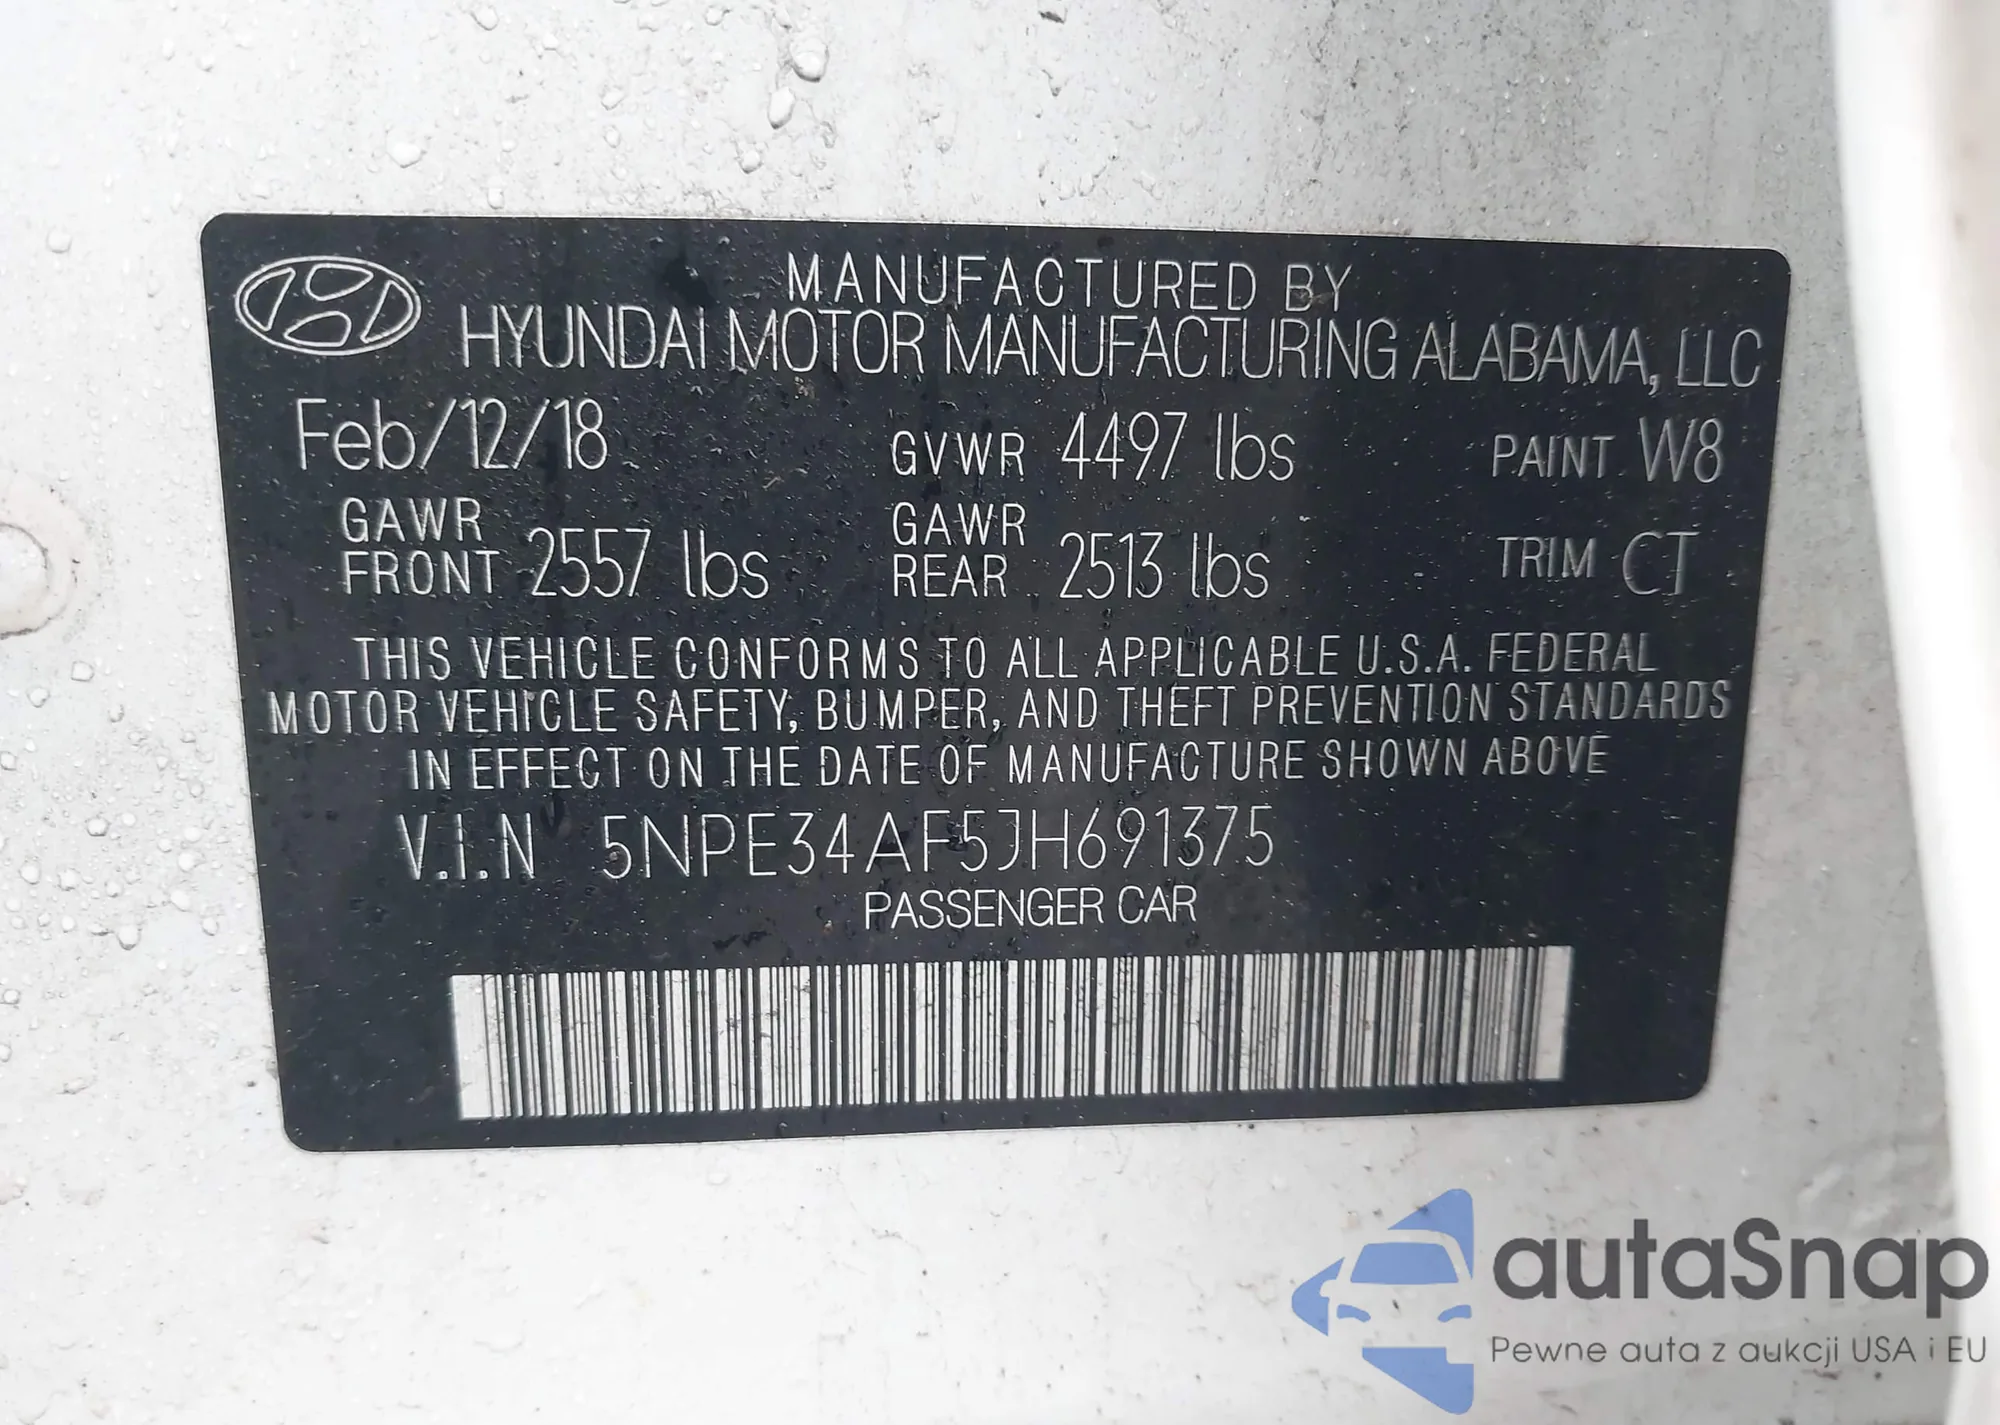 MANUFACTURED BY
HYUNDAI MOTOR MANUFACTURING ALABAMA, LLC
Feb/12/18 GVWR 4497 lbs PAINT W8
GAWR FRONT 2557 lbs GAWR REAR 2513 lbs TRIM CT
THIS VEHICLE CONFORMS TO ALL APPLICABLE U.S.A. FEDERAL
MOTOR VEHICLE SAFETY, BUMPER, AND THEFT PREVENTION STANDARDS
IN EFFECT ON THE DATE OF MANUFACTURE SHOWN ABOVE
V.I.N 5NPE34AF5JH691375
PASSENGER CAR
autaSnap
Pewne auta z aukcji USA i EU